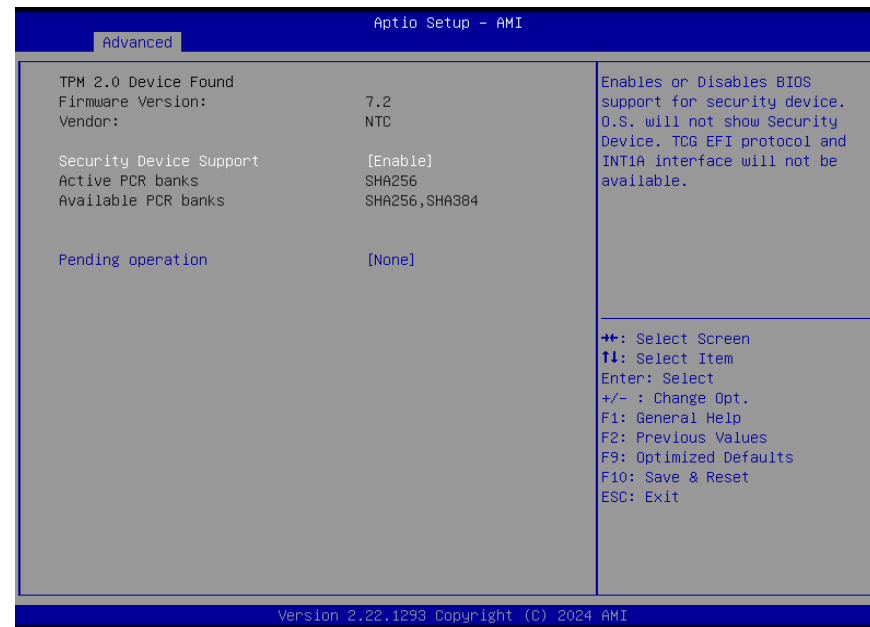 Aptio Setup – AMI
Advanced
TPM 2.0 Device Found
Firmware Version: 7.2
Vendor: NTC
Security Device Support [Enable]
Active PCR banks SHA256
Available PCR banks SHA256,SHA384
Pending operation [None]
Enables or Disables BIOS
support for security device.
O.S. will not show Security
Device. TCG EFI protocol and
INT1A interface will not be
available.
→←: Select Screen
↑↓: Select Item
Enter: Select
+/- : Change Opt.
F1: General Help
F2: Previous Values
F9: Optimized Defaults
F10: Save & Reset
ESC: Exit
Version 2.22.1293 Copyright (C) 2024 AMI